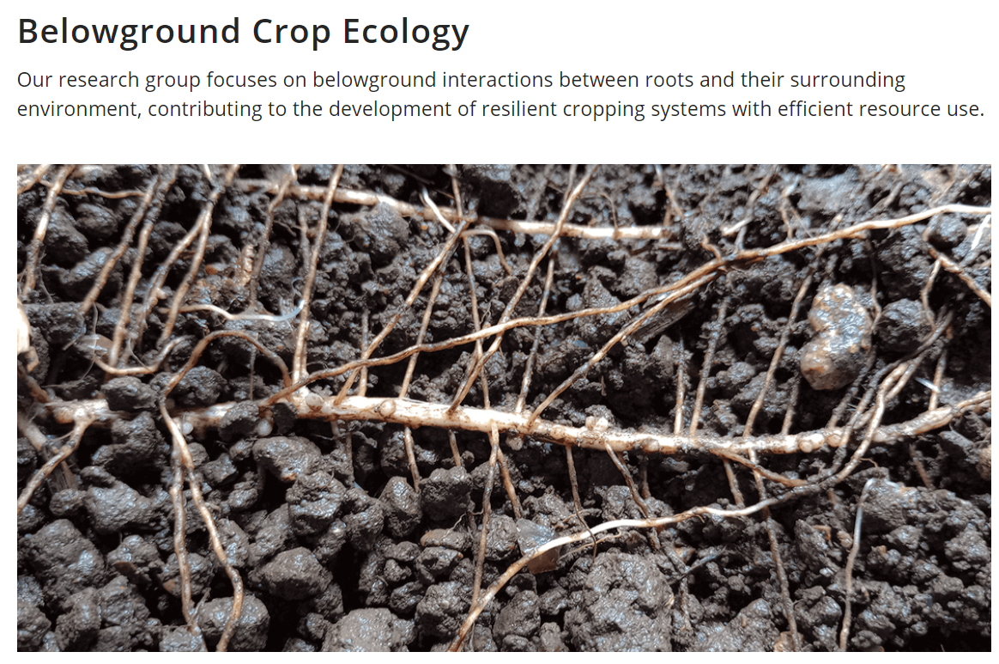 Belowground Crop Ecology
Our research group focuses on belowground interactions between roots and their surrounding
environment, contributing to the development of resilient cropping systems with efficient resource use.